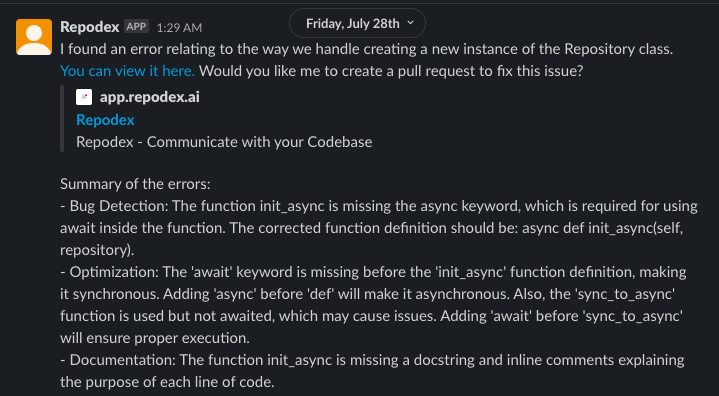 Friday, July 28th
Repodex APP 1:29 AM
I found an error relating to the way we handle creating a new instance of the Repository class.
You can view it here. Would you like me to create a pull request to fix this issue?
app.repodex.ai
Repodex
Repodex - Communicate with your Codebase
Summary of the errors:
- Bug Detection: The function init_async is missing the async keyword, which is required for using
await inside the function. The corrected function definition should be: async def init_async(self,
repository).
- Optimization: The 'await' keyword is missing before the 'init_async' function definition, making
it synchronous. Adding 'async' before 'def' will make it asynchronous. Also, the 'sync_to_async'
function is used but not awaited, which may cause issues. Adding 'await' before 'sync_to_async'
will ensure proper execution.
- Documentation: The function init_async is missing a docstring and inline comments explaining
the purpose of each line of code.